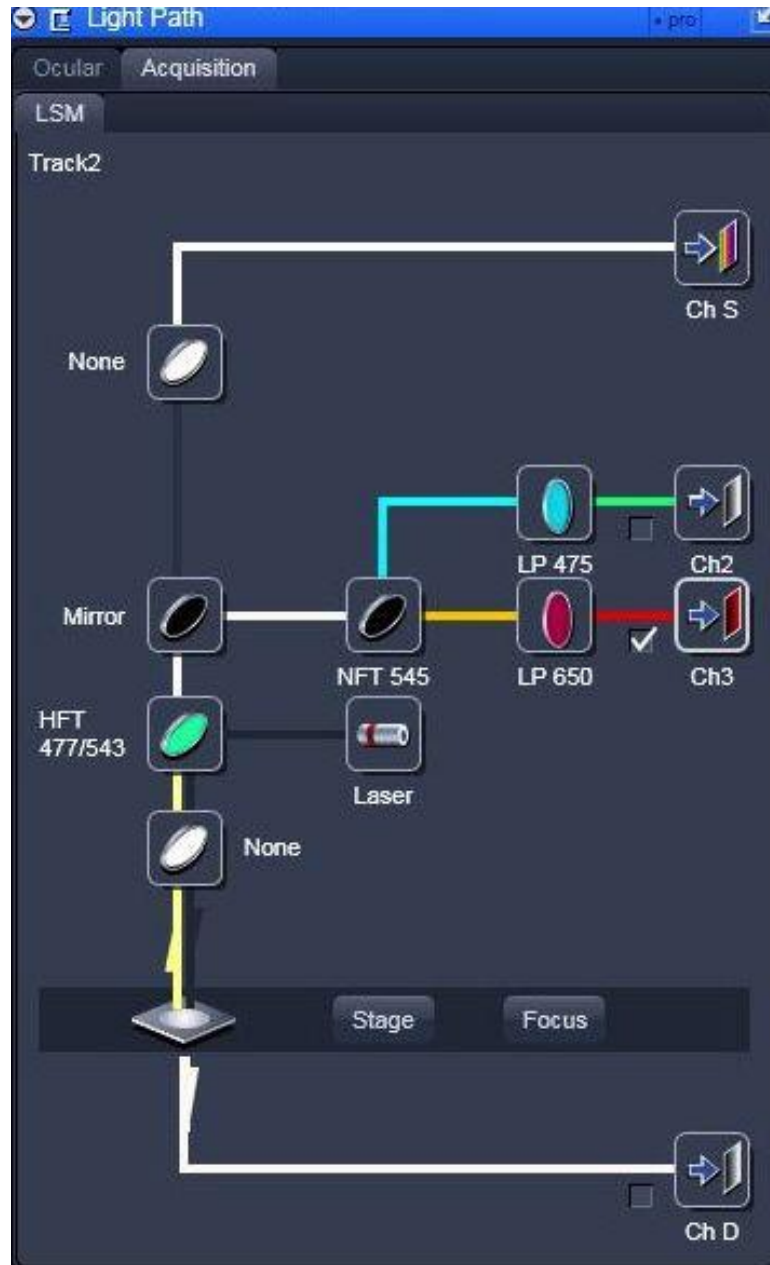 Light Path
pro
Ocular Acquisition
LSM
Track2
Ch S
None
LP 475 Ch2
Mirror
NFT 545 LP 650 Ch3
HFT
477/543
Laser
None
Stage Focus
Ch D